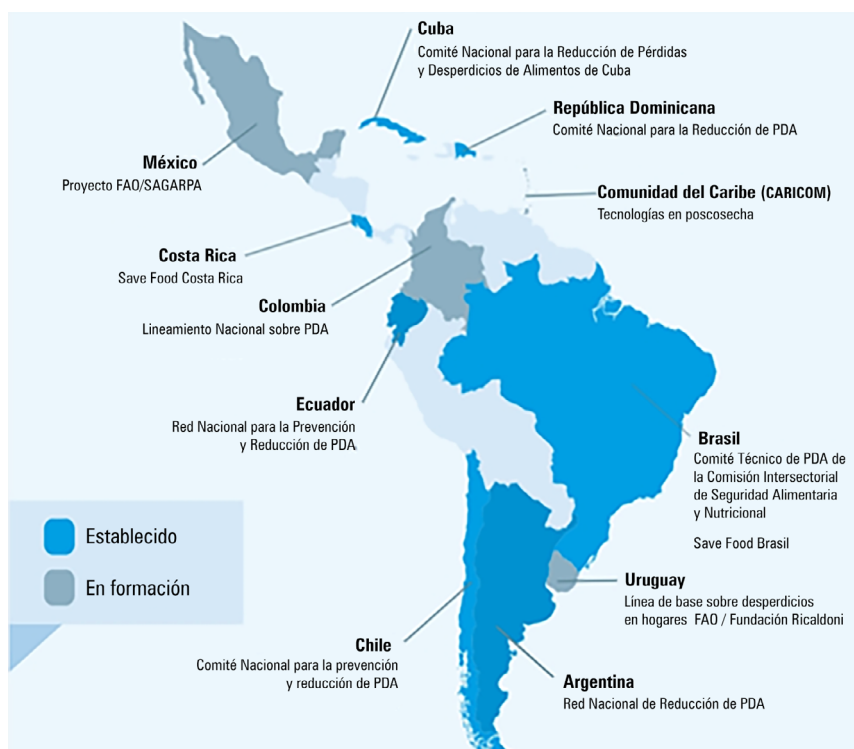 Cuba
Comité Nacional para la Reducción de Pérdidas
y Desperdicios de Alimentos de Cuba
República Dominicana
Comité Nacional para la Reducción de PDA
México
Proyecto FAO/SAGARPA
Comunidad del Caribe (CARICOM)
Tecnologías en poscosecha
Costa Rica
Save Food Costa Rica
Colombia
Lineamiento Nacional sobre PDA
Ecuador
Red Nacional para la Prevención
y Reducción de PDA
Brasil
Comité Técnico de PDA de
la Comisión Intersectorial
de Seguridad Alimentaria
y Nutricional
Save Food Brasil
Establecido
En formación
Uruguay
Línea de base sobre desperdicios
en hogares FAO / Fundación Ricaldoni
Chile
Comité Nacional para la prevención
y reducción de PDA
Argentina
Red Nacional de Reducción de PDA